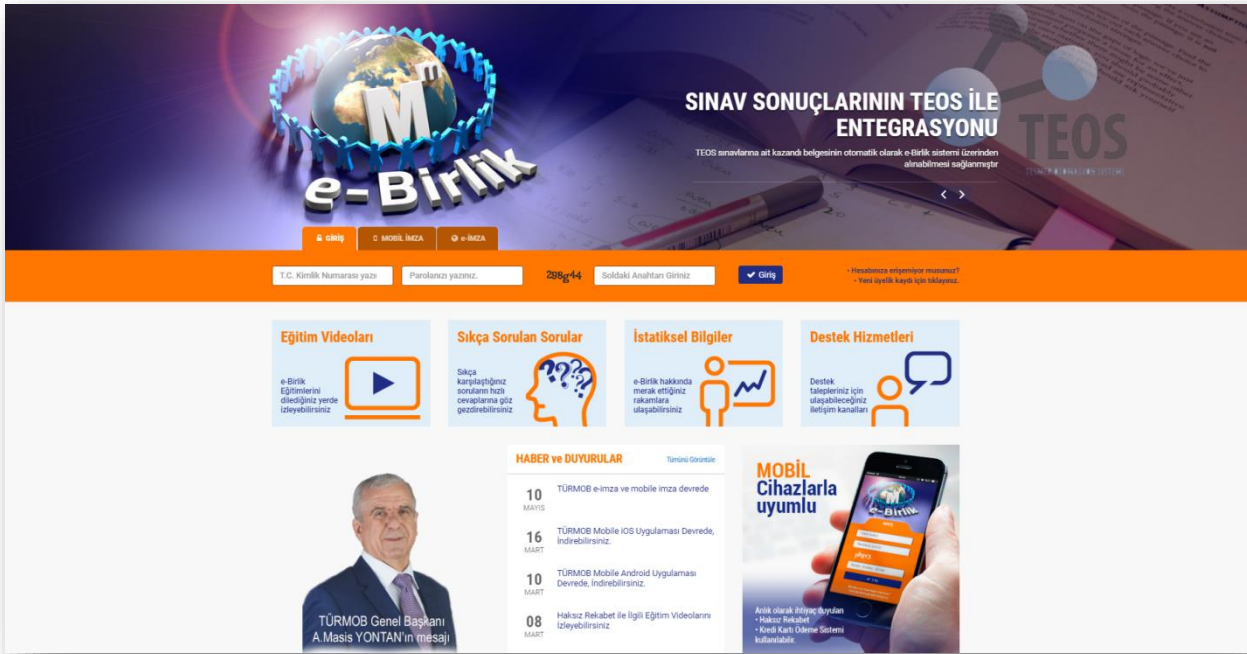 M
m
e-Birlik
SINAV SONUÇLARININ TEOS İLE
ENTEGRASYONU
TEOS sınavlarına ait kazandı belgesinin otomatik olarak e-Birlik sistemi üzerinden
alınabilmesi sağlanmıştır
TEOS
GİRİŞ
MOBİL İMZA
e-İMZA
T.C. Kimlik Numarası yazı
Parolanızı yazınız.
298g44
Soldaki Anahtarı Giriniz
Giriş
• Hesabınıza erişemiyor musunuz?
• Yeni üyelik kaydı için tıklayınız.
Eğitim Videoları
e-Birlik
Eğitimlerini
dilediğiniz yerde
izleyebilirsiniz
Sıkça Sorulan Sorular
Sıkça
karşılaştığınız
soruların hızlı
cevaplarına göz
gezdirebilirsiniz
İstatiksel Bilgiler
e-Birlik hakkında
merak ettiğiniz
rakamlara
ulaşabilirsiniz
Destek Hizmetleri
Destek
talepleriniz için
ulaşabileceğiniz
iletişim kanalları
TÜRMOB Genel Başkanı
A.Masis YONTAN'ın mesajı
HABER ve DUYURULAR
Tümünü Görüntüle
10
MAYIS
TÜRMOB e-imza ve mobile imza devrede
16
MART
TÜRMOB Mobile iOS Uygulaması Devrede,
İndirebilirsiniz.
10
MART
TÜRMOB Mobile Android Uygulaması
Devrede, İndirebilirsiniz.
08
MART
Haksız Rekabet ile İlgili Eğitim Videolarını
İzleyebilirsiniz
MOBİL
Cihazlarla
uyumlu
e-Birlik
Anlık olarak ihtiyaç duyulan
• Haksız Rekabet
• Kredi Kartı Ödeme Sistemi
kullanılabilir.